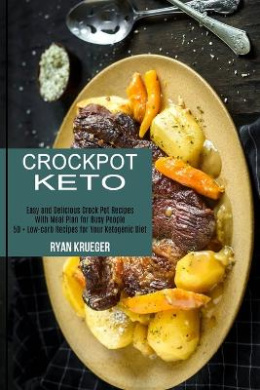 CROCKPOT
KETO
Easy and Delicious Crock Pot Recipes
With Meal Plan for Busy People
50 + Low-carb Recipes for Your Ketogenic Diet
RYAN KRUEGER